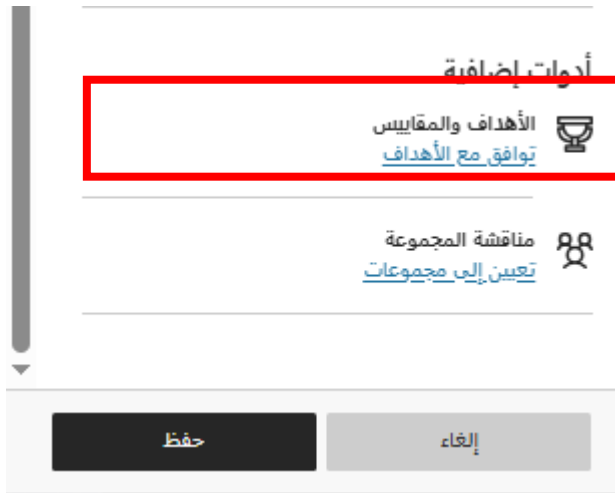 أدوات إضافية
الأهداف والمقاييس
توافق مع الأهداف
مناقشة المجموعة
تعيين إلى مجموعات
إلغاء
حفظ